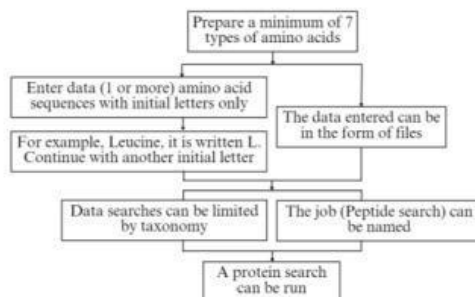 Prepare a minimum of 7
types of amino acids
Enter data (1 or more) amino acid
sequences with initial letters only
For example, Leucine, it is written L.
Continue with another initial letter
The data entered can be
in the form of files
Data searches can be limited
by taxonomy
The job (Peptide search) can
be named
A protein search
can be run